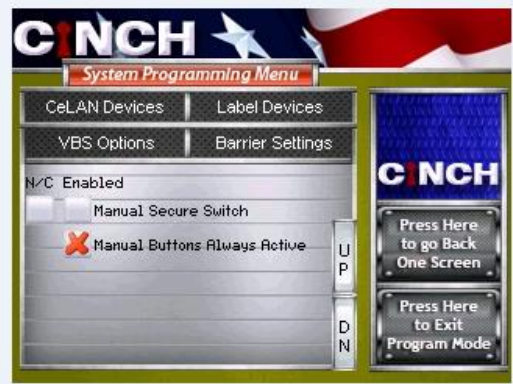 CINCH
System Programming Menu
CeLAN Devices
Label Devices
VBS Options
Barrier Settings
N/C Enabled
Manual Secure Switch
Manual Buttons Always Active
UP
DN
CINCH
Press Here
to go Back
One Screen
Press Here
to Exit
Program Mode